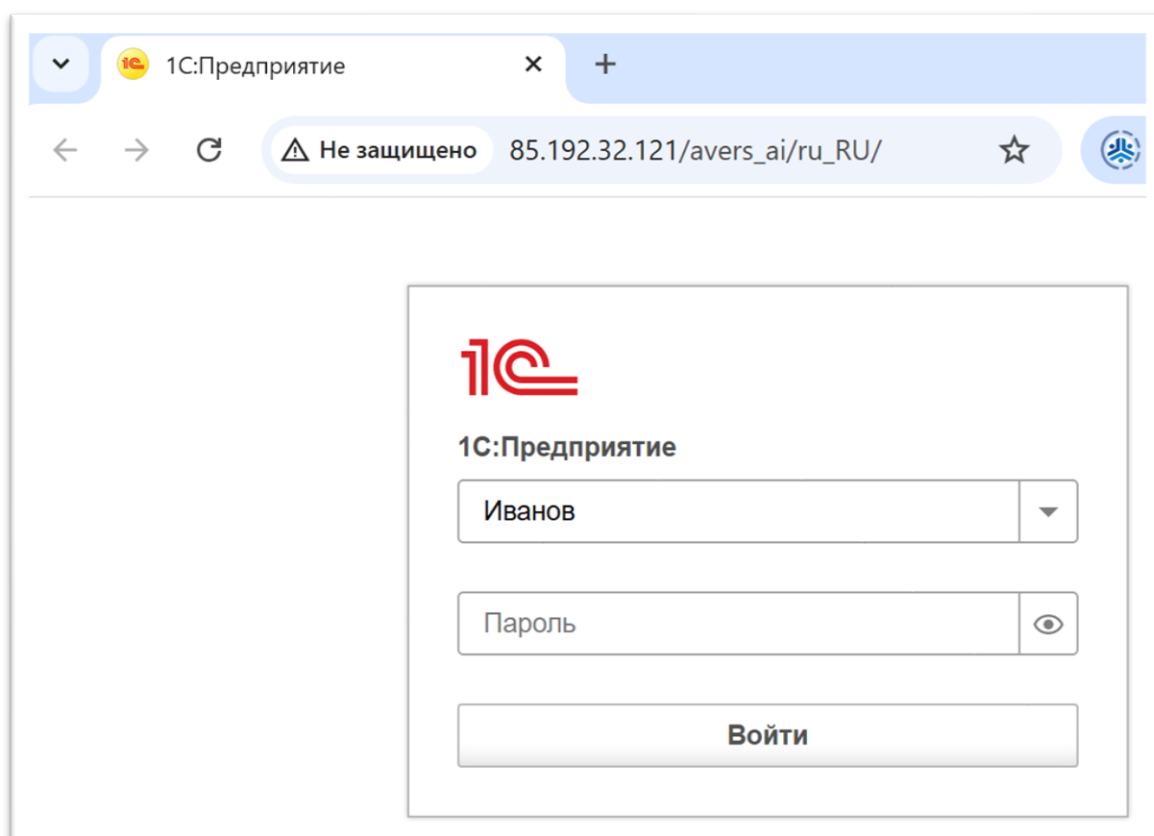 1С:Предприятие
Не защищено 85.192.32.121/avers_ai/ru_RU/
1С
1С:Предприятие
Иванов
Пароль
Войти